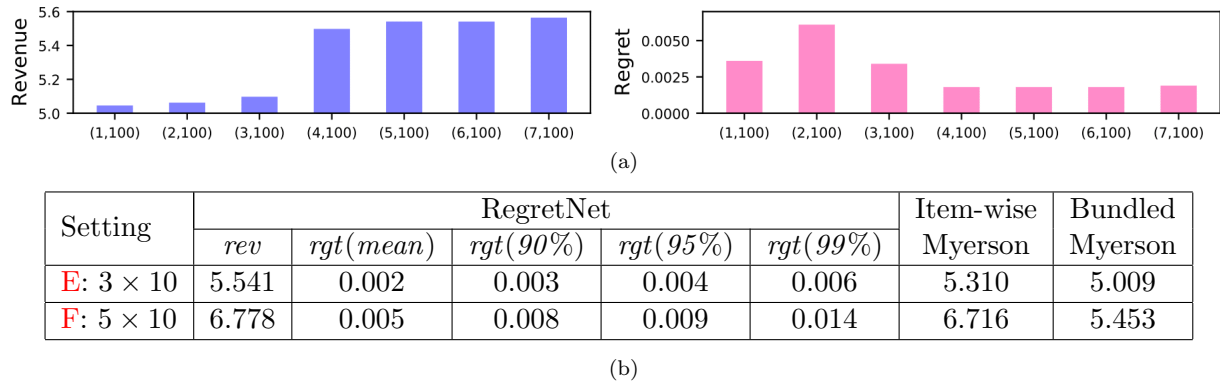 Revenue
5.6
5.2
5.0
(1,100) (2,100) (3,100) (4,100) (5,100) (6,100) (7,100)
Regret
0.0050
0.0025
0.0000
(1,100) (2,100) (3,100) (4,100) (5,100) (6,100) (7,100)
(a)
Setting RegretNet Item-wise Bundled
rev rgt(mean) rgt(90%) rgt(95%) rgt(99%) Myerson Myerson
E: 3 × 10 5.541 0.002 0.003 0.004 0.006 5.310 5.009
F: 5 × 10 6.778 0.005 0.008 0.009 0.014 6.716 5.453
(b)